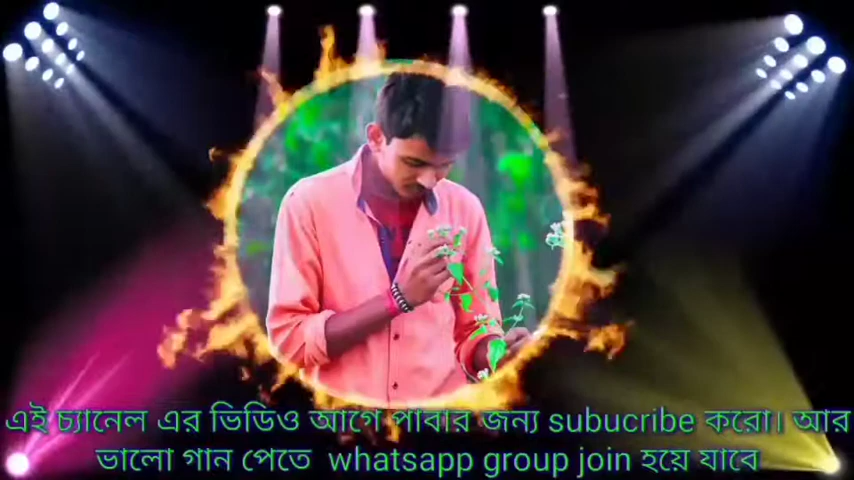 এই চ্যানেল এর ভিডিও আগে পাবার জন্য subucribe করো। আর
ভালো গান পেতে whatsapp group join হয়ে যাবে